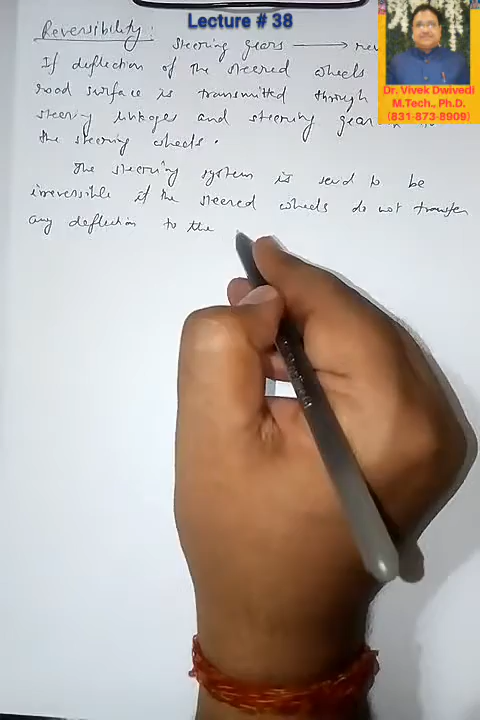 Lecture # 38
Reversibility : Steering gears → rev
If deflection of the steered wheels
road surface is transmitted through
steering linkages and steering gear
the steering wheels.
The steering system is said to be
irreversible if the steered wheels do not transfer
any deflection to the
Dr. Vivek Dwivedi
M.Tech., Ph.D.
(831-873-8909)